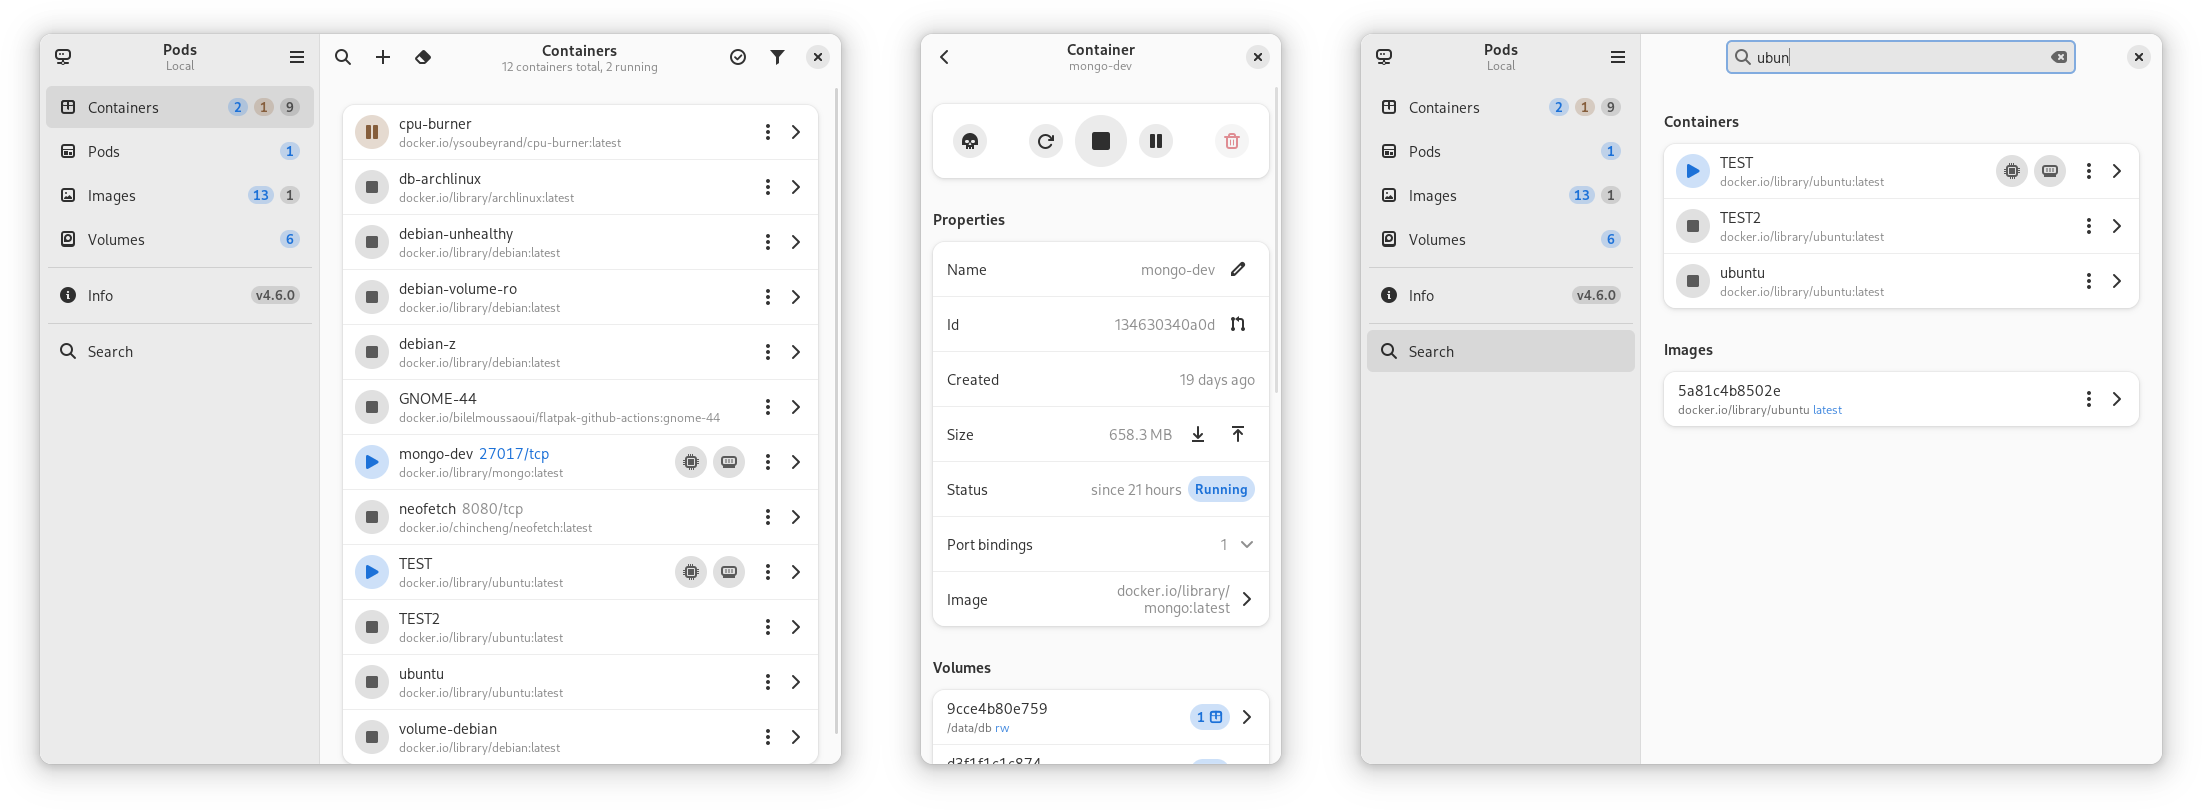 Pods
Local
Containers 2 1 9
Pods 1
Images 13 1
Volumes 6
Info v4.6.0
Search
Containers
12 containers total, 2 running
cpu-burner
docker.io/ysoubeyrand/cpu-burner:latest
db-archlinux
docker.io/library/archlinux:latest
debian-unhealthy
docker.io/library/debian:latest
debian-volume-ro
docker.io/library/debian:latest
debian-z
docker.io/library/debian:latest
GNOME-44
docker.io/bilelmoussaoui/flatpak-github-actions:gnome-44
mongo-dev 27017/tcp
docker.io/library/mongo:latest
neofetch 8080/tcp
docker.io/chincheng/neofetch:latest
TEST
docker.io/library/ubuntu:latest
TEST2
docker.io/library/ubuntu:latest
ubuntu
docker.io/library/ubuntu:latest
volume-debian
docker.io/library/debian:latest
Container
mongo-dev
Properties
Name mongo-dev
Id 134630340a0d
Created 19 days ago
Size 658.3 MB
Status since 21 hours Running
Port bindings 1
Image docker.io/library/
mongo:latest
Volumes
9cce4b80e759 1
/data/db rw
d3f1f1c1c874
Pods
Local
Containers 2 1 9
Pods 1
Images 13 1
Volumes 6
Info v4.6.0
Search
ubun
Containers
TEST
docker.io/library/ubuntu:latest
TEST2
docker.io/library/ubuntu:latest
ubuntu
docker.io/library/ubuntu:latest
Images
5a81c4b8502e
docker.io/library/ubuntu latest